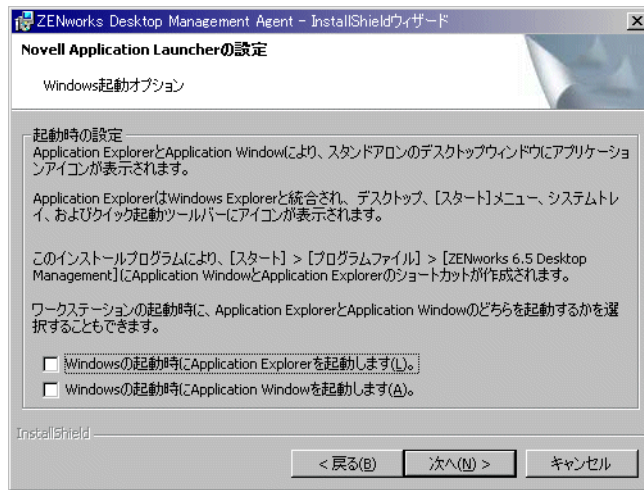 ZENworks Desktop Management Agent - InstallShieldウィザード
Novell Application Launcherの設定
Windows起動オプション
起動時の設定
Application ExplorerとApplication Windowにより、スタンドアロンのデスクトップウィンドウにアプリケーショ
ンアイコンが表示されます。
Application ExplorerはWindows Explorerと統合され、デスクトップ、[スタート]メニュー、システムトレ
イ、およびクイック起動ツールバーにアイコンが表示されます。
このインストールプログラムにより、[スタート] > [プログラムファイル] > [ZENworks 6.5 Desktop
Management]にApplication WindowとApplication Explorerのショートカットが作成されます。
ワークステーションの起動時に、Application ExplorerとApplication Windowのどちらを起動するかを選
択することもできます。
Windowsの起動時にApplication Explorerを起動します(L)。
Windowsの起動時にApplication Windowを起動します(A)。
InstallShield
< 戻る(B)
次へ(N) >
キャンセル